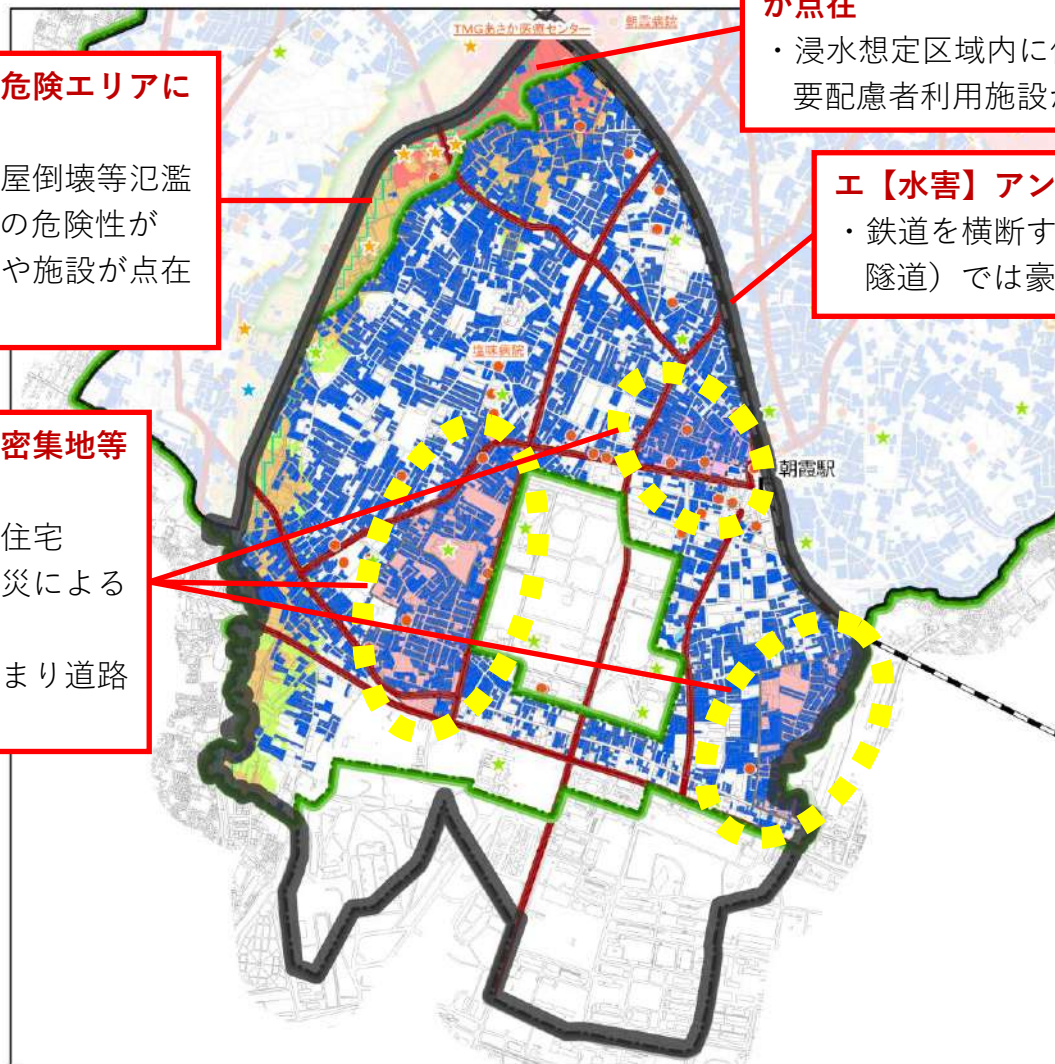 が点在
・浸水想定区域内に
要配慮者利用施設
TMGあさか医療センター
朝霞病院
危険エリアに
屋倒壊等氾濫
の危険性が
や施設が点在
エ【水害】アン
・鉄道を横断す
隧道）では豪
塩味病院
密集地等
住宅
災による
まり道路
朝霞駅